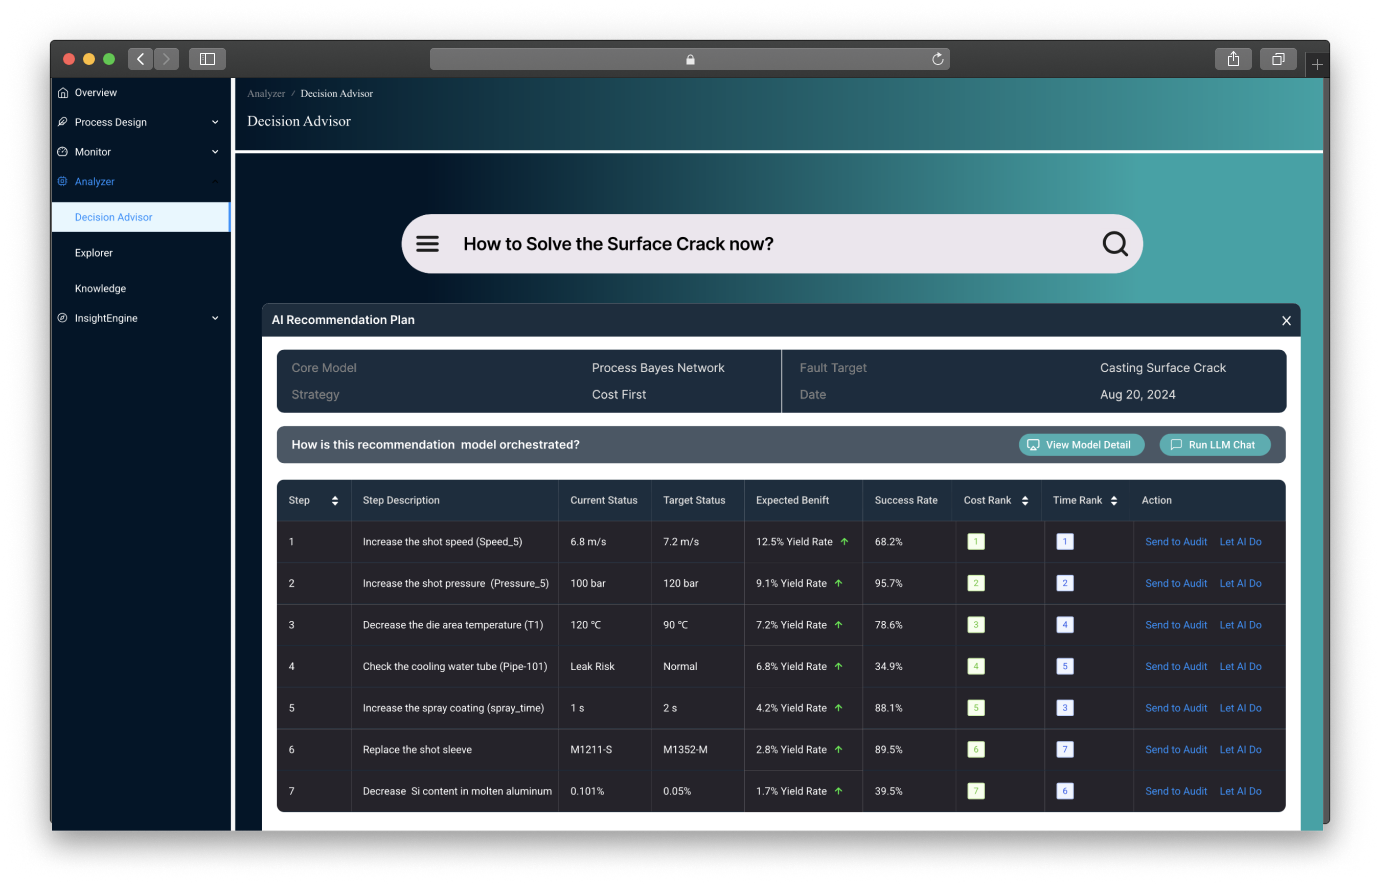 Overview
Process Design
Monitor
Analyzer
Decision Advisor
Explorer
Knowledge
InsightEngine
Analyzer / Decision Advisor
Decision Advisor
How to Solve the Surface Crack now?
AI Recommendation Plan
Core Model Process Bayes Network Fault Target Casting Surface Crack
Strategy Cost First Date Aug 20, 2024
How is this recommendation model orchestrated? View Model Detail Run LLM Chat
Step Step Description Current Status Target Status Expected Benift Success Rate Cost Rank Time Rank Action
1 Increase the shot speed (Speed_5) 6.8 m/s 7.2 m/s 12.5% Yield Rate ↑ 68.2% 1 1 Send to Audit Let AI Do
2 Increase the shot pressure (Pressure_5) 100 bar 120 bar 9.1% Yield Rate ↑ 95.7% 2 2 Send to Audit Let AI Do
3 Decrease the die area temperature (T1) 120 ℃ 90 ℃ 7.2% Yield Rate ↑ 78.6% 3 4 Send to Audit Let AI Do
4 Check the cooling water tube (Pipe-101) Leak Risk Normal 6.8% Yield Rate ↑ 34.9% 4 5 Send to Audit Let AI Do
5 Increase the spray coating (spray_time) 1 s 2 s 4.2% Yield Rate ↑ 88.1% 5 3 Send to Audit Let AI Do
6 Replace the shot sleeve M1211-S M1352-M 2.8% Yield Rate ↑ 89.5% 6 7 Send to Audit Let AI Do
7 Decrease Si content in molten aluminum 0.101% 0.05% 1.7% Yield Rate ↑ 39.5% 7 6 Send to Audit Let AI Do